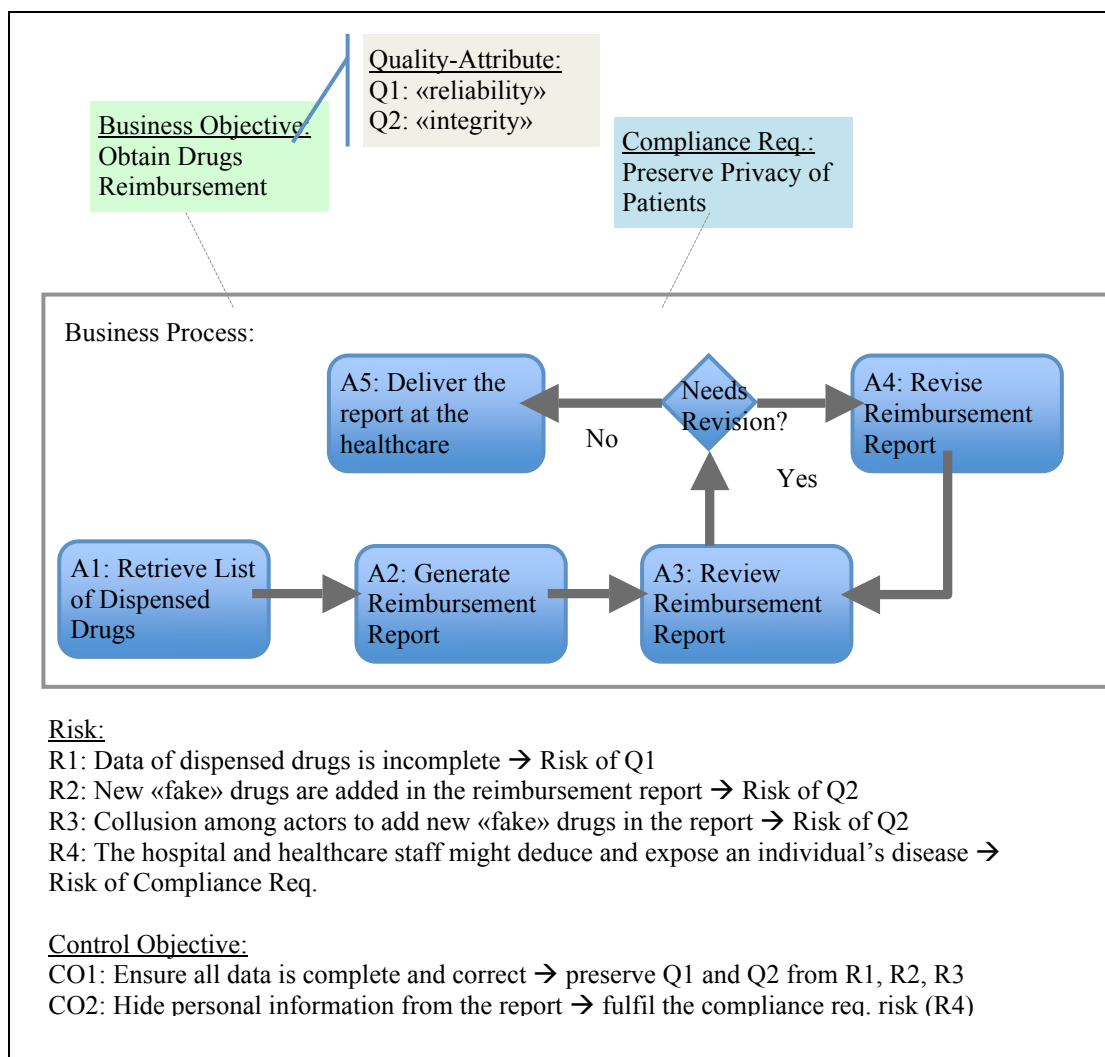 Quality-Attribute:
Q1: «reliability»
Q2: «integrity»
Business Objective:
Obtain Drugs
Reimbursement
Compliance Req.:
Preserve Privacy of
Patients
Business Process:
A5: Deliver the
report at the
healthcare
Needs
Revision?
A4: Revise
Reimbursement
Report
No
Yes
A1: Retrieve List
of Dispensed
Drugs
A2: Generate
Reimbursement
Report
A3: Review
Reimbursement
Report
Risk:
R1: Data of dispensed drugs is incomplete → Risk of Q1
R2: New «fake» drugs are added in the reimbursement report → Risk of Q2
R3: Collusion among actors to add new «fake» drugs in the report → Risk of Q2
R4: The hospital and healthcare staff might deduce and expose an individual’s disease →
Risk of Compliance Req.
Control Objective:
CO1: Ensure all data is complete and correct → preserve Q1 and Q2 from R1, R2, R3
CO2: Hide personal information from the report → fulfil the compliance req. risk (R4)